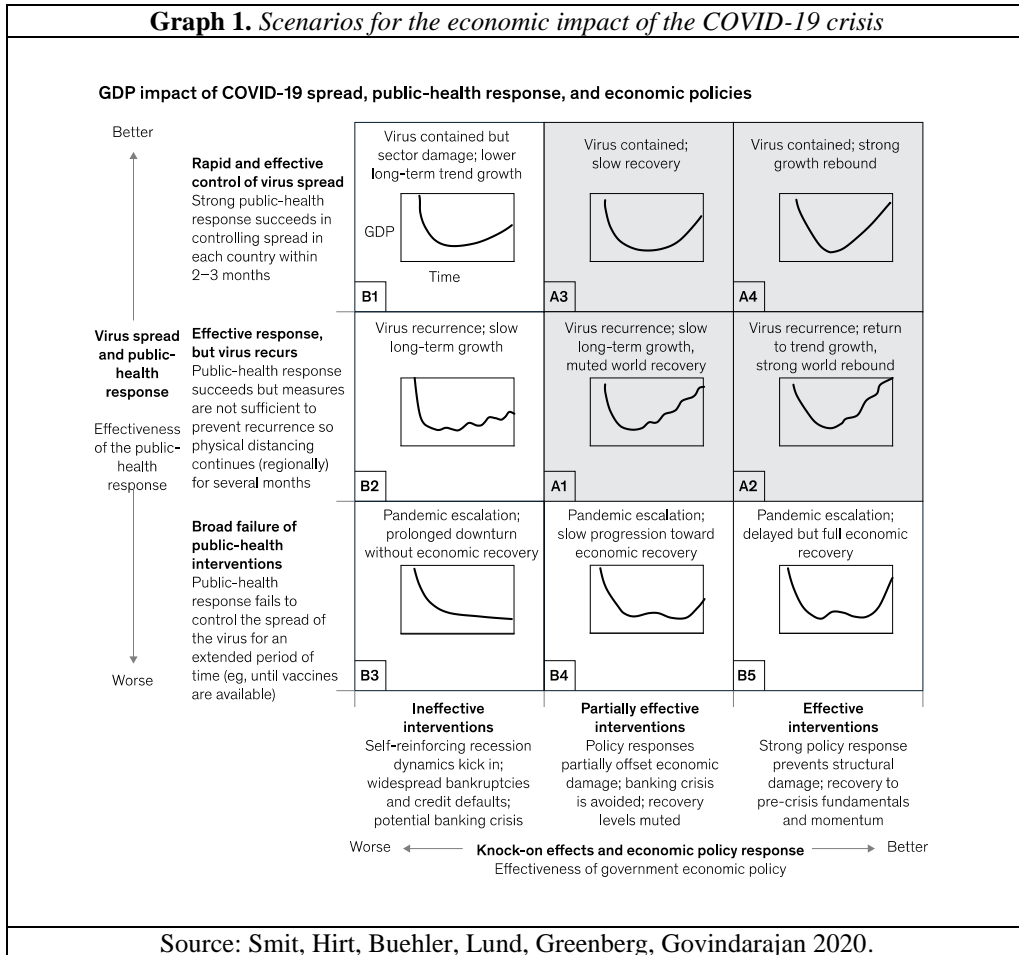 Graph 1. Scenarios for the economic impact of the COVID-19 crisis
GDP impact of COVID-19 spread, public-health response, and economic policies
Better
Virus spread
and public-
health
response
Effectiveness
of the public-
health
response
Worse
Rapid and effective
control of virus spread
Strong public-health
response succeeds in
controlling spread in
each country within
2–3 months
Virus contained but
sector damage; lower
long-term trend growth
GDP
Time
B1
Virus contained;
slow recovery
A3
Virus contained; strong
growth rebound
A4
Effective response,
but virus recurs
Public-health response
succeeds but measures
are not sufficient to
prevent recurrence so
physical distancing
continues (regionally)
for several months
Virus recurrence; slow
long-term growth
B2
Virus recurrence; slow
long-term growth,
muted world recovery
A1
Virus recurrence; return
to trend growth,
strong world rebound
A2
Broad failure of
public-health
interventions
Public-health
response fails to
control the spread of
the virus for an
extended period of
time (eg, until vaccines
are available)
Pandemic escalation;
prolonged downturn
without economic recovery
B3
Pandemic escalation;
slow progression toward
economic recovery
B4
Pandemic escalation;
delayed but full economic
recovery
B5
Ineffective
interventions
Self-reinforcing recession
dynamics kick in;
widespread bankruptcies
and credit defaults;
potential banking crisis
Partially effective
interventions
Policy responses
partially offset economic
damage; banking crisis
is avoided; recovery
levels muted
Effective
interventions
Strong policy response
prevents structural
damage; recovery to
pre-crisis fundamentals
and momentum
Worse
Knock-on effects and economic policy response
Better
Effectiveness of government economic policy
Source: Smit, Hirt, Buehler, Lund, Greenberg, Govindarajan 2020.